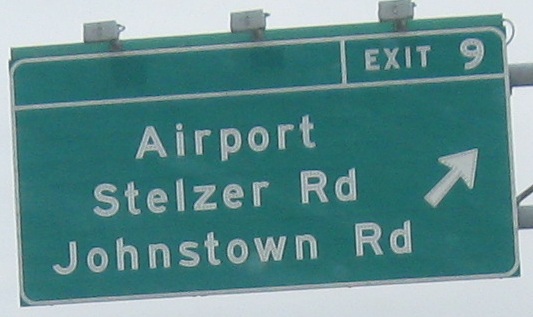 EXIT 9
Airport
Stelzer Rd
Johnstown Rd